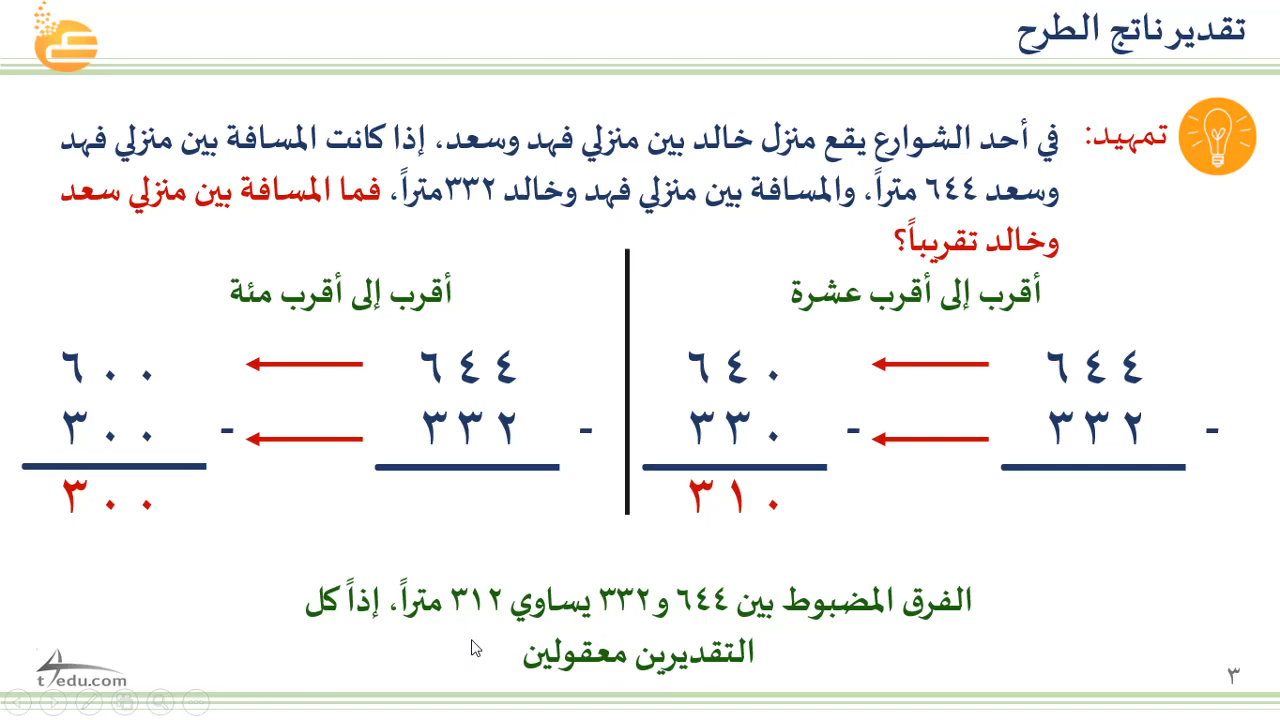 تقدير ناتج الطرح
تمهيد:
في أحد الشوارع يقع منزل خالد بين منزلي فهد وسعد، إذا كانت المسافة بين منزلي فهد
وسعد ٦٤٤ متراً، والمسافة بين منزلي فهد وخالد ٣٣٢متراً، فما المسافة بين منزلي سعد
وخالد تقريباً؟
أقرب إلى أقرب عشرة
٦٤٤
٦٤٠
٣٣٢ -
٣٣٠ -
٣١٠
أقرب إلى أقرب مئة
٦٤٤
٦٠٠
٣٣٢ -
٣٠٠ -
٣٠٠
الفرق المضبوط بين ٦٤٤ و٣٣٢ يساوي ٣١٢ متراً، إذاً كل
التقديرين معقولين
t4edu.com
٣